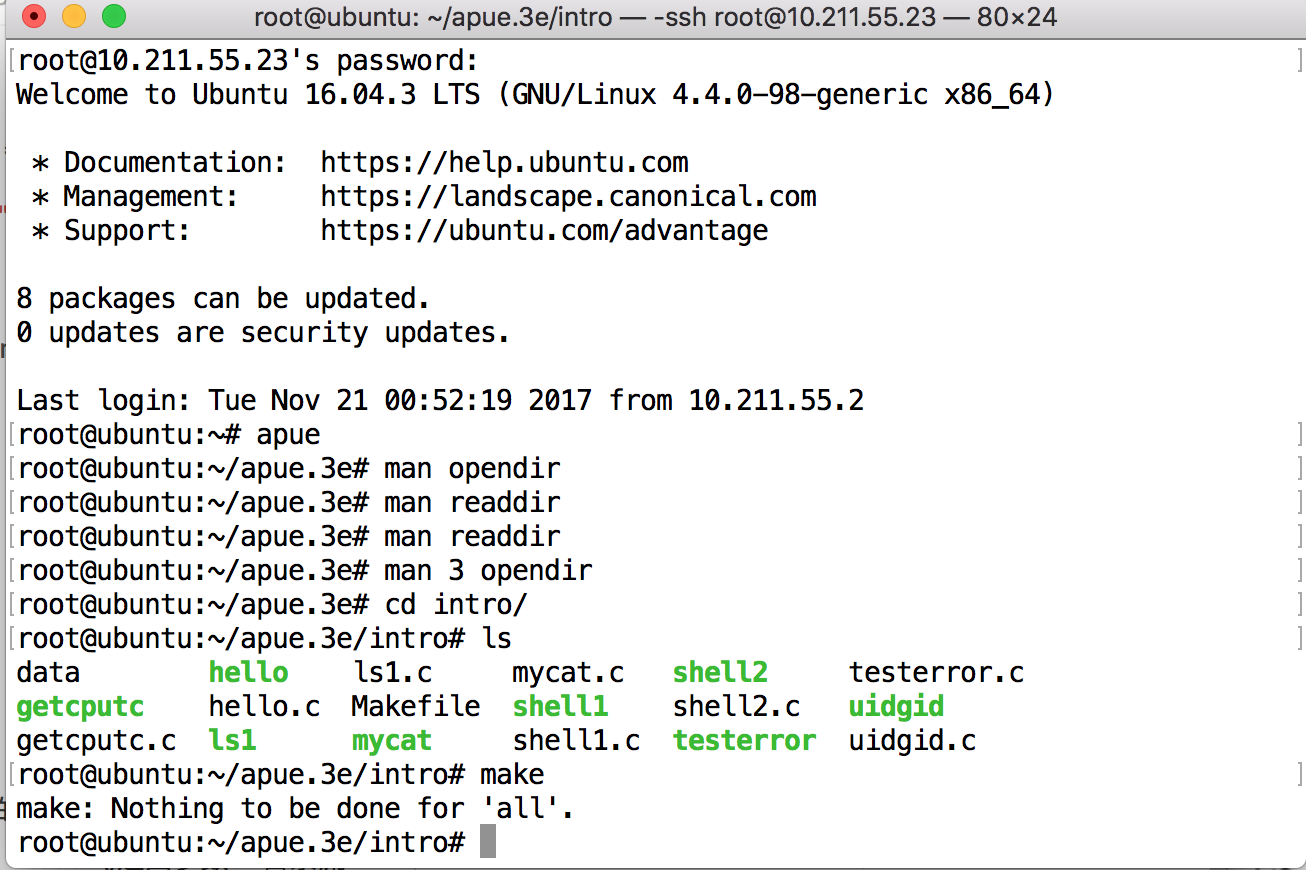 root@ubuntu: ~/apue.3e/intro — -ssh root@10.211.55.23 — 80×24
[root@10.211.55.23's password: ]
Welcome to Ubuntu 16.04.3 LTS (GNU/Linux 4.4.0-98-generic x86_64)
* Documentation:  https://help.ubuntu.com
* Management:     https://landscape.canonical.com
* Support:        https://ubuntu.com/advantage
8 packages can be updated.
0 updates are security updates.
Last login: Tue Nov 21 00:52:19 2017 from 10.211.55.2
[root@ubuntu:~# apue ]
[root@ubuntu:~/apue.3e# man opendir ]
[root@ubuntu:~/apue.3e# man readdir ]
[root@ubuntu:~/apue.3e# man readdir ]
[root@ubuntu:~/apue.3e# man 3 opendir ]
[root@ubuntu:~/apue.3e# cd intro/ ]
[root@ubuntu:~/apue.3e/intro# ls ]
data        hello    ls1.c     mycat.c   shell2     testerror.c
getcputc    hello.c  Makefile  shell1    shell2.c   uidgid
getcputc.c  ls1      mycat     shell1.c  testerror  uidgid.c
[root@ubuntu:~/apue.3e/intro# make ]
make: Nothing to be done for 'all'.
root@ubuntu:~/apue.3e/intro#